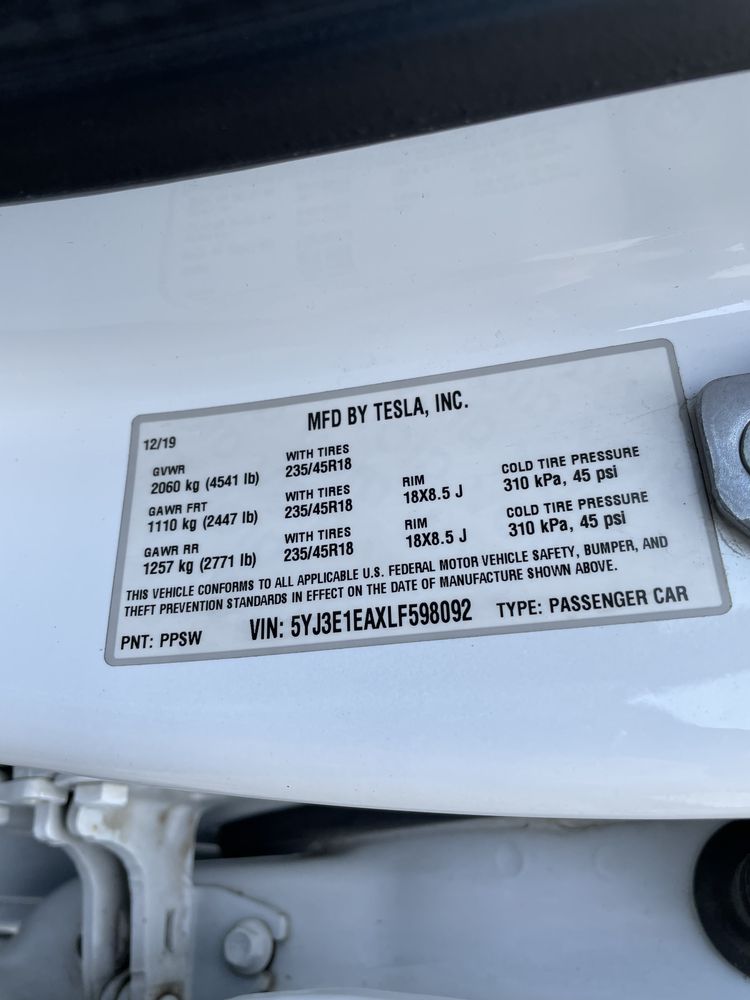 MFD BY TESLA, INC.
12/19
GVWR WITH TIRES
2060 kg (4541 lb) 235/45R18
GAWR FRT WITH TIRES RIM COLD TIRE PRESSURE
1110 kg (2447 lb) 235/45R18 18X8.5 J 310 kPa, 45 psi
GAWR RR WITH TIRES RIM COLD TIRE PRESSURE
1257 kg (2771 lb) 235/45R18 18X8.5 J 310 kPa, 45 psi
THIS VEHICLE CONFORMS TO ALL APPLICABLE U.S. FEDERAL MOTOR VEHICLE SAFETY, BUMPER, AND
THEFT PREVENTION STANDARDS IN EFFECT ON THE DATE OF MANUFACTURE SHOWN ABOVE.
PNT: PPSW VIN: 5YJ3E1EAXLF598092 TYPE: PASSENGER CAR